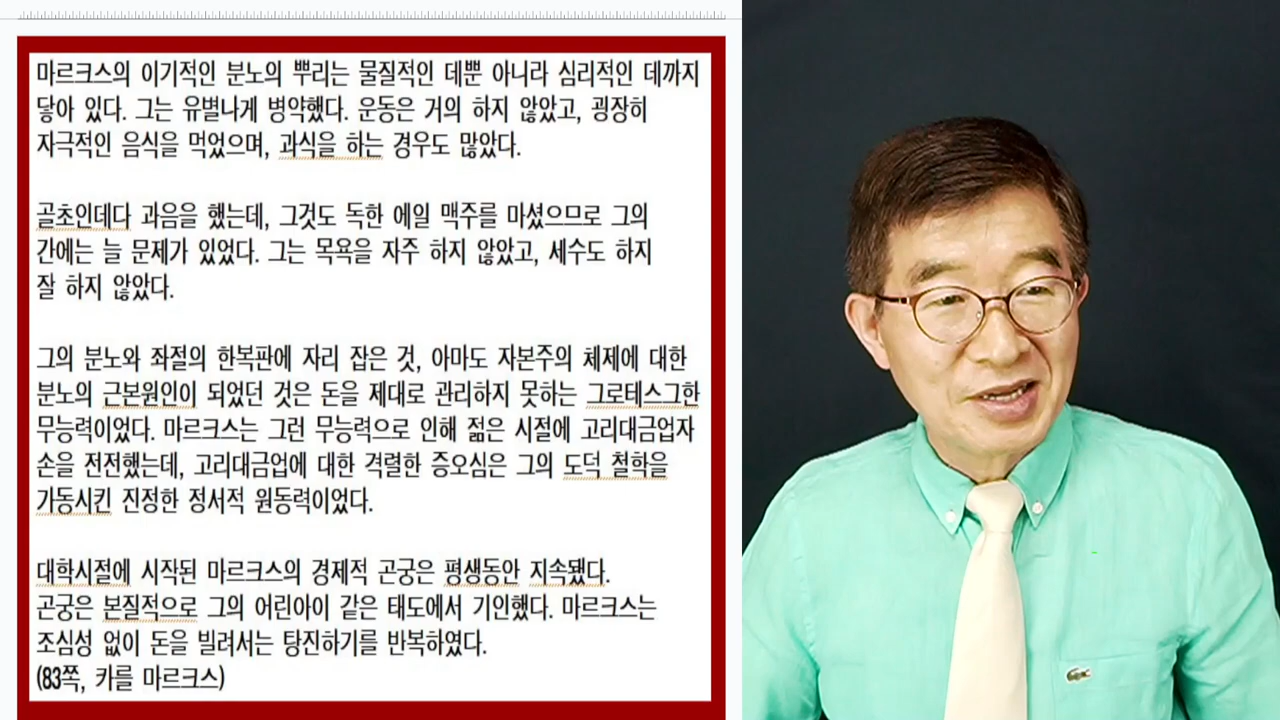 마르크스의 이기적인 분노의 뿌리는 물질적인 데뿐 아니라 심리적인 데까지
닿아 있다. 그는 유별나게 병약했다. 운동은 거의 하지 않았고, 굉장히
자극적인 음식을 먹었으며, 과식을 하는 경우도 많았다.
골초인데다 과음을 했는데, 그것도 독한 에일 맥주를 마셨으므로 그의
간에는 늘 문제가 있었다. 그는 목욕을 자주 하지 않았고, 세수도 하지
잘 하지 않았다.
그의 분노와 좌절의 한복판에 자리 잡은 것, 아마도 자본주의 체제에 대한
분노의 근본원인이 되었던 것은 돈을 제대로 관리하지 못하는 그로테스그한
무능력이었다. 마르크스는 그런 무능력으로 인해 젊은 시절에 고리대금업자
손을 전전했는데, 고리대금업에 대한 격렬한 증오심은 그의 도덕 철학을
가동시킨 진정한 정서적 원동력이었다.
대학시절에 시작된 마르크스의 경제적 곤궁은 평생동안 지속됐다.
곤궁은 본질적으로 그의 어린아이 같은 태도에서 기인했다. 마르크스는
조심성 없이 돈을 빌려서는 탕진하기를 반복하였다.
(83쪽, 카를 마르크스)